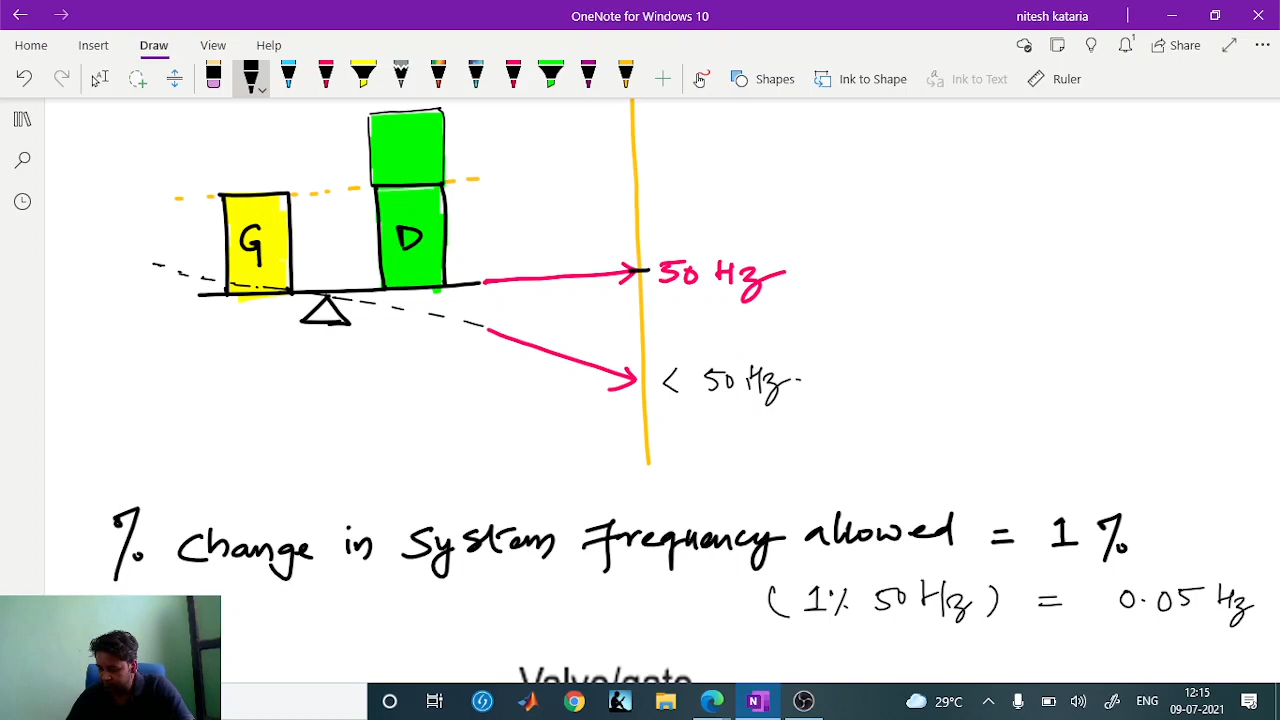 OneNote for Windows 10
nitesh kataria
Home Insert Draw View Help
Share
Shapes
Ink to Shape
Ink to Text
Ruler
G
D
50 Hz
< 50 Hz
% Change in System frequency allowed = 1 %
( 1% 50 Hz ) = 0.05 Hz
Valve/gate
29°C
ENG
12:15
09-07-2021